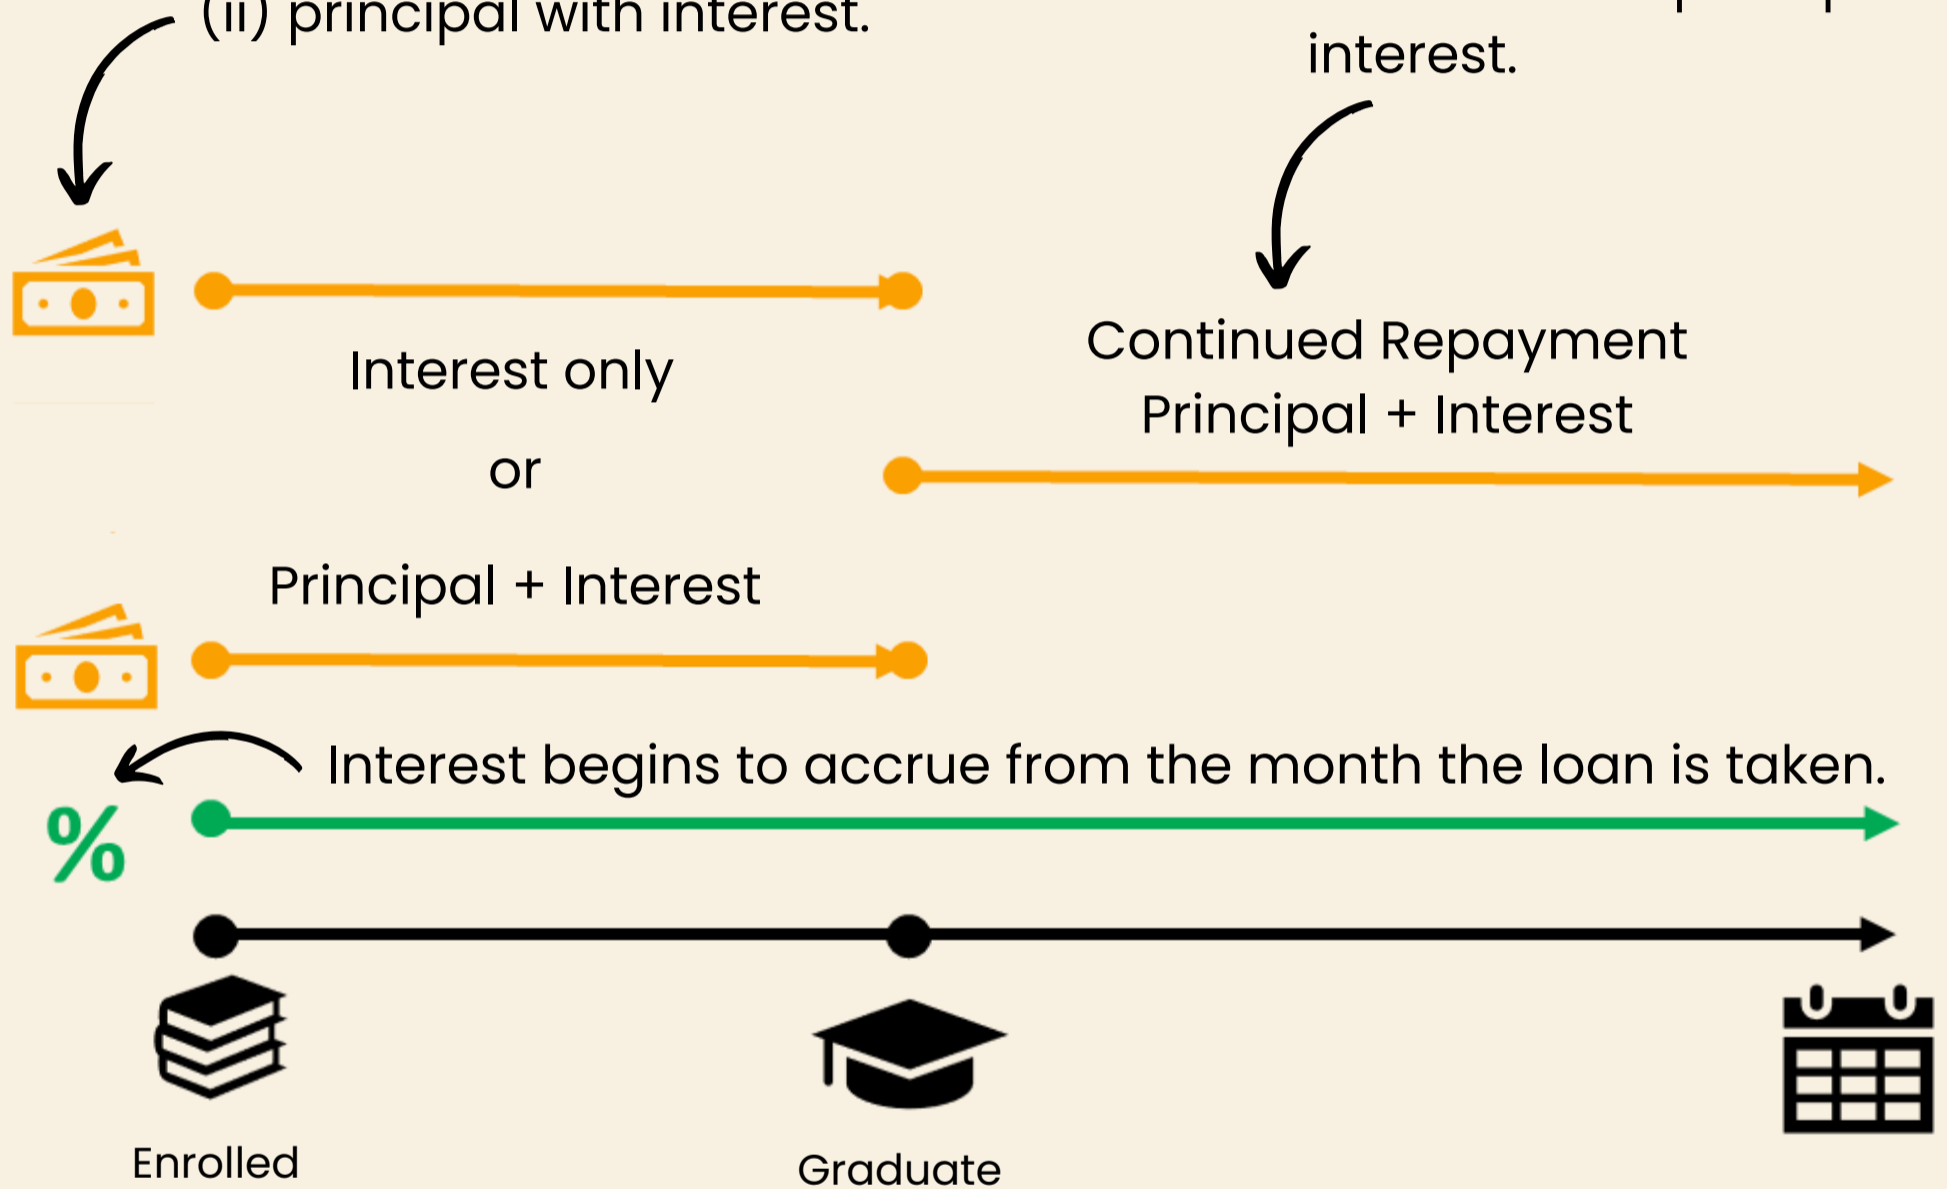 (ii) principal with interest.
interest.
Interest only
or
Principal + Interest
Continued Repayment
Principal + Interest
Interest begins to accrue from the month the loan is taken.
%
Enrolled
Graduate